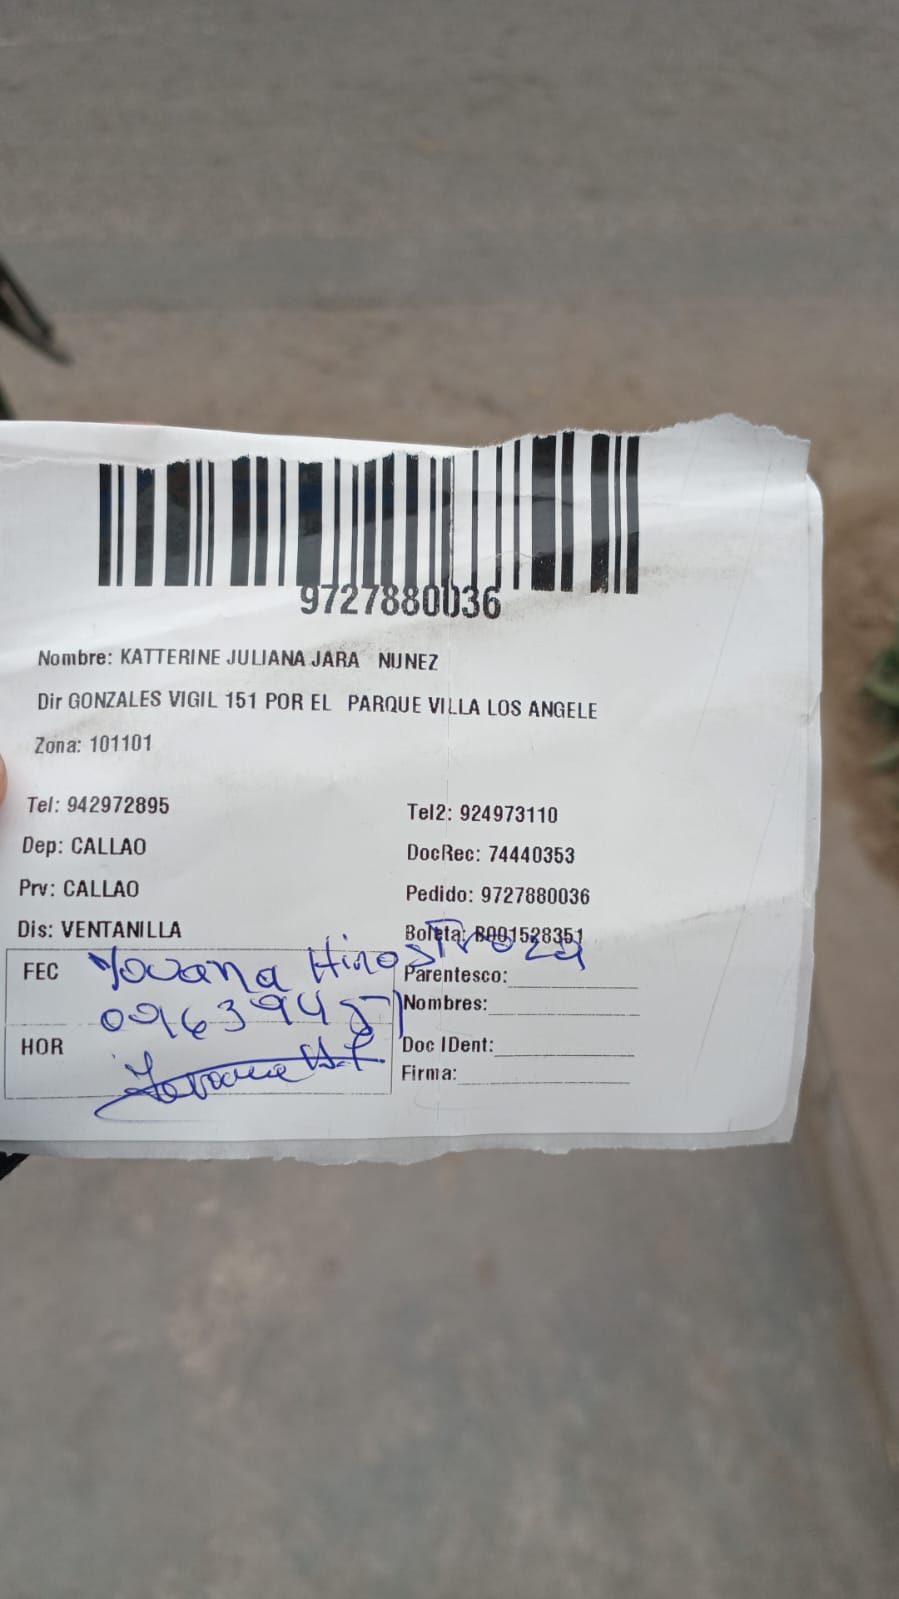 9727880036
Nombre: KATTERINE JULIANA JARA NUNEZ
Dir GONZALES VIGIL 151 POR EL PARQUE VILLA LOS ANGELE
Zona: 101101
Tel: 942972895 Tel2: 924973110
Dep: CALLAO DocRec: 74440353
Prv: CALLAO Pedido: 9727880036
Dis: VENTANILLA Boleta: B001528351
FEC Yovana Hinostroza
Parentesco:
Nombres:
HOR Doc IDent:
Firma: